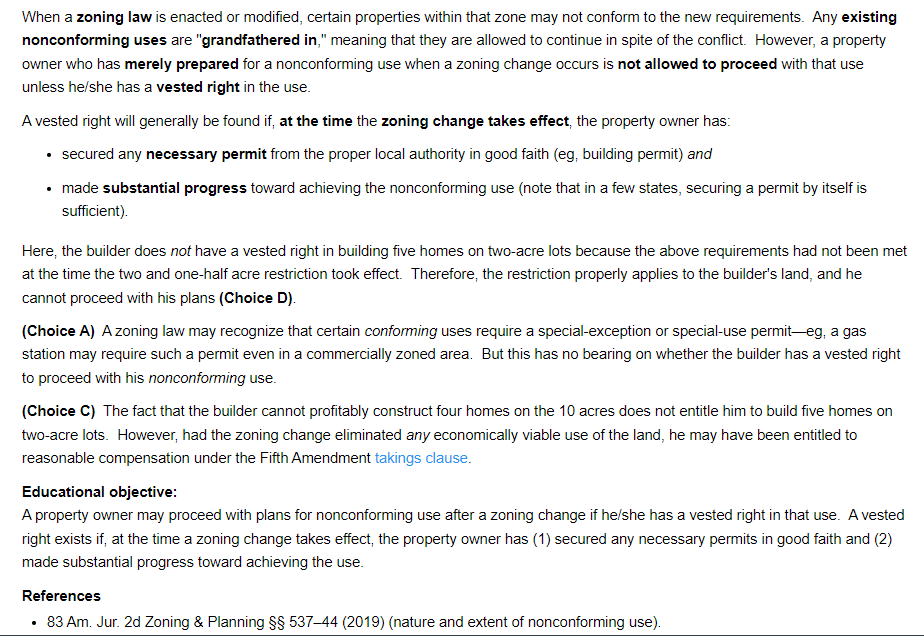 When a zoning law is enacted or modified, certain properties within that zone may not conform to the new requirements. Any existing
nonconforming uses are "grandfathered in," meaning that they are allowed to continue in spite of the conflict. However, a property
owner who has merely prepared for a nonconforming use when a zoning change occurs is not allowed to proceed with that use
unless he/she has a vested right in the use.
A vested right will generally be found if, at the time the zoning change takes effect, the property owner has:
• secured any necessary permit from the proper local authority in good faith (eg, building permit) and
• made substantial progress toward achieving the nonconforming use (note that in a few states, securing a permit by itself is
sufficient).
Here, the builder does not have a vested right in building five homes on two-acre lots because the above requirements had not been met
at the time the two and one-half acre restriction took effect. Therefore, the restriction properly applies to the builder's land, and he
cannot proceed with his plans (Choice D).
(Choice A) A zoning law may recognize that certain conforming uses require a special-exception or special-use permit—eg, a gas
station may require such a permit even in a commercially zoned area. But this has no bearing on whether the builder has a vested right
to proceed with his nonconforming use.
(Choice C) The fact that the builder cannot profitably construct four homes on the 10 acres does not entitle him to build five homes on
two-acre lots. However, had the zoning change eliminated any economically viable use of the land, he may have been entitled to
reasonable compensation under the Fifth Amendment takings clause.
Educational objective:
A property owner may proceed with plans for nonconforming use after a zoning change if he/she has a vested right in that use. A vested
right exists if, at the time a zoning change takes effect, the property owner has (1) secured any necessary permits in good faith and (2)
made substantial progress toward achieving the use.
References
• 83 Am. Jur. 2d Zoning & Planning §§ 537–44 (2019) (nature and extent of nonconforming use).